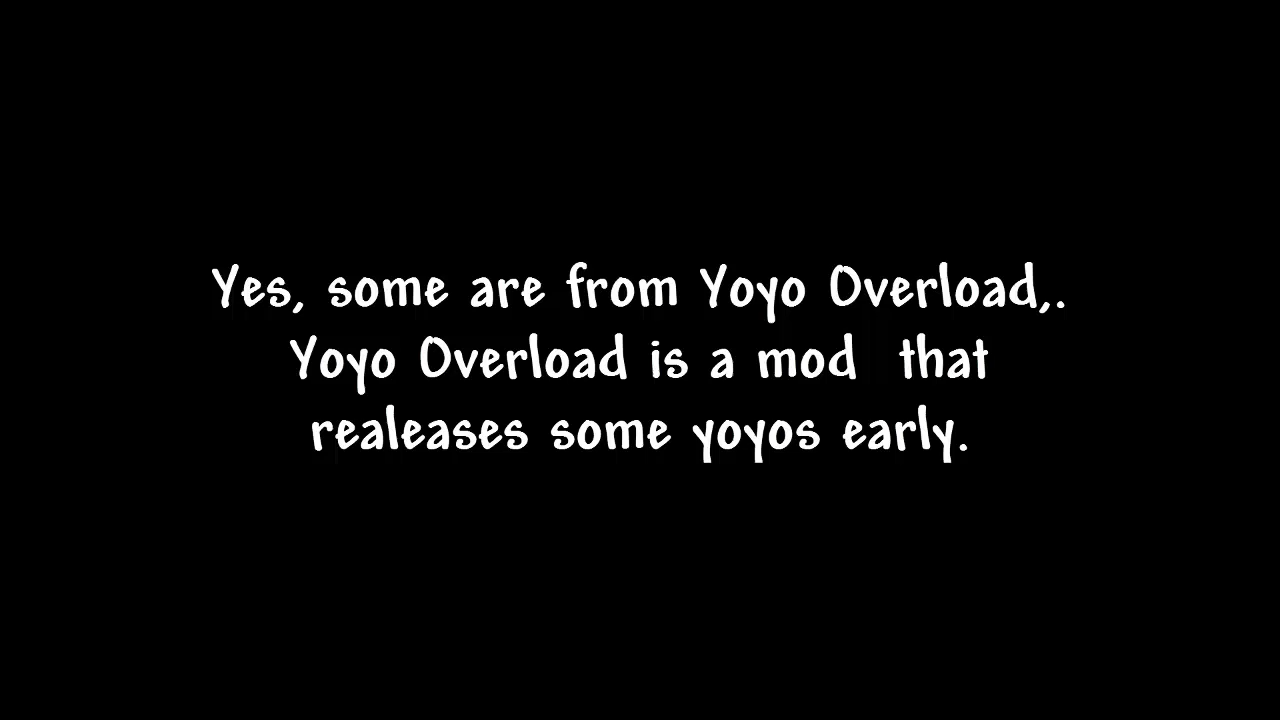 Yes, some are from Yoyo Overload,.
Yoyo Overload is a mod  that
realeases some yoyos early.